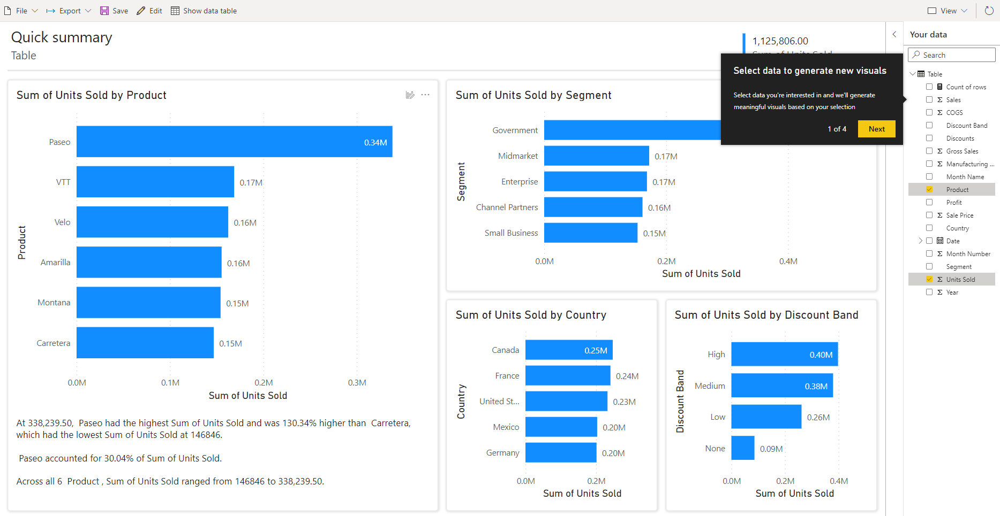 File Export Save Edit Show data table View
Quick summary
Table
1,125,806.00
Select data to generate new visuals
Select data you're interested in and we'll generate
meaningful visuals based on your selection
1 of 4 Next
Sum of Units Sold by Product
Product
Paseo 0.34M
VTT 0.17M
Velo 0.16M
Amarilla 0.16M
Montana 0.15M
Carretera 0.15M
0.0M 0.1M 0.2M 0.3M
Sum of Units Sold
At 338,239.50,  Paseo had the highest Sum of Units Sold and was 130.34% higher than  Carretera,
which had the lowest Sum of Units Sold at 146846.
Paseo accounted for 30.04% of Sum of Units Sold.
Across all 6  Product , Sum of Units Sold ranged from 146846 to 338,239.50.
Sum of Units Sold by Segment
Segment
Government
Midmarket 0.17M
Enterprise 0.17M
Channel Partners 0.16M
Small Business 0.15M
0.0M 0.2M 0.4M
Sum of Units Sold
Sum of Units Sold by Country
Country
Canada 0.25M
France 0.24M
United St... 0.23M
Mexico 0.20M
Germany 0.20M
0.0M 0.2M
Sum of Units Sold
Sum of Units Sold by Discount Band
Discount Band
High 0.40M
Medium 0.38M
Low 0.26M
None 0.09M
0.0M 0.2M 0.4M
Sum of Units Sold
Your data
Search
Table
Count of rows
Σ Sales
Σ COGS
Discount Band
Discounts
Σ Gross Sales
Σ Manufacturing ...
Month Name
Product
Profit
Σ Sale Price
Country
Date
Σ Month Number
Segment
Σ Units Sold
Σ Year